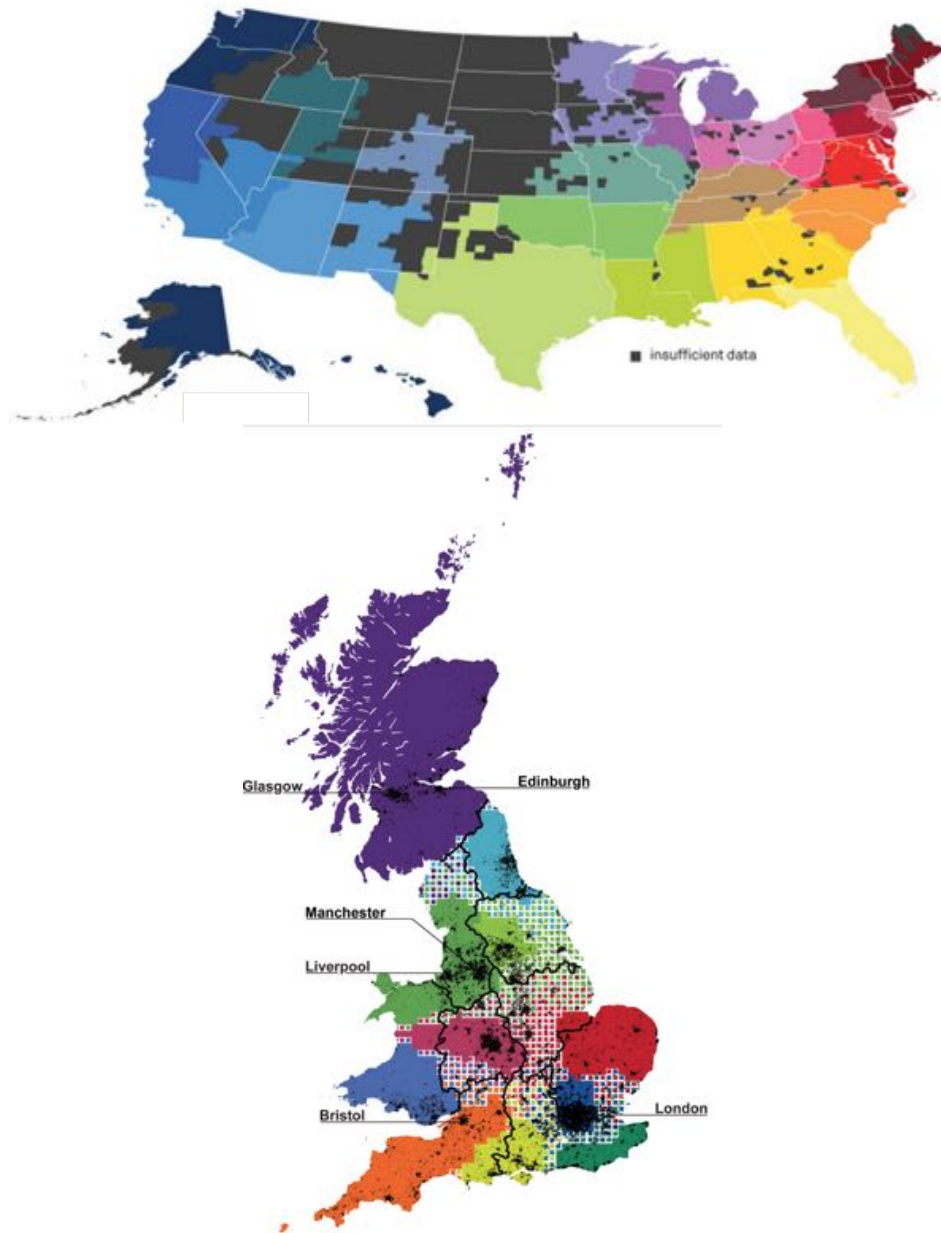 insufficient data
Glasgow
Edinburgh
Manchester
Liverpool
Bristol
London